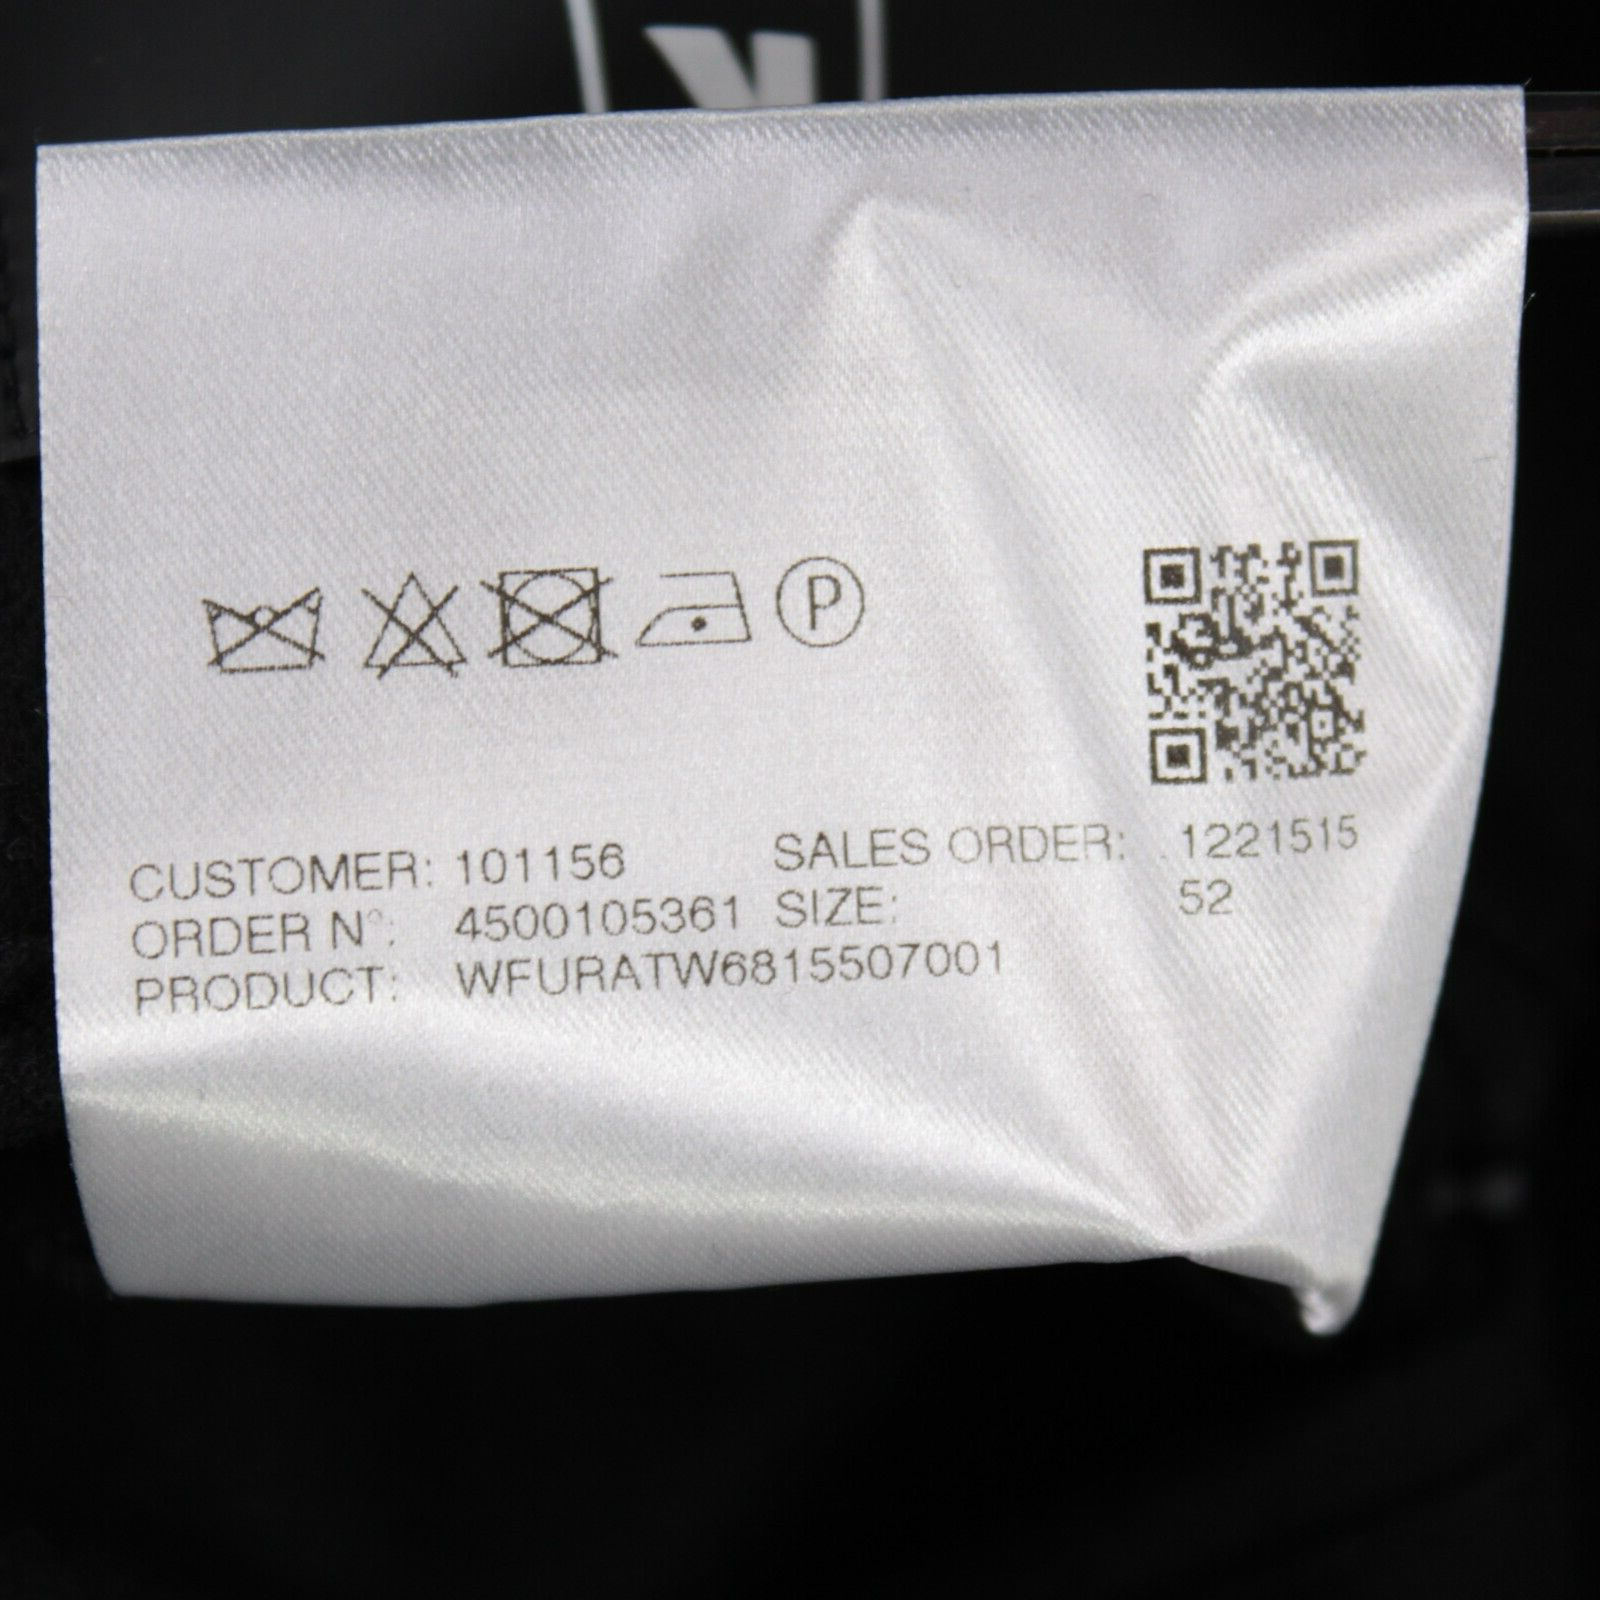 P
CUSTOMER: 101156 SALES ORDER: 1221515
ORDER N°: 4500105361 SIZE: 52
PRODUCT: WFURATW6815507001